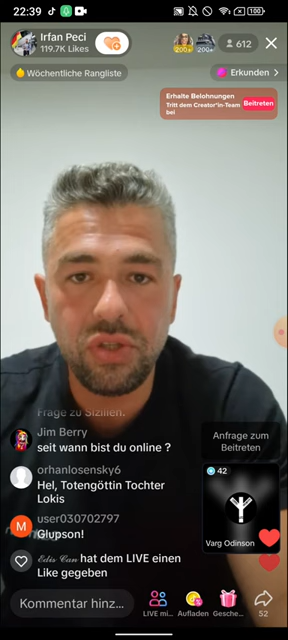 22:39
100
Irfan Peci
119.7K Likes
200+
200+
612
Wöchentliche Rangliste
Erkunden >
Erhalte Belohnungen
Tritt dem Creator*in-Team
bei
Beitreten
Frage zu Sizilien.
Jim Berry
seit wann bist du online ?
orhanlosensky6
Hel, Totengöttin Tochter
Lokis
M
user030702797
Glupson!
Edis Can hat dem LIVE einen
Like gegeben
Anfrage zum
Beitreten
42
Varg Odinson
Kommentar hinz...
LIVE mi...
Aufladen
Gesche...
52